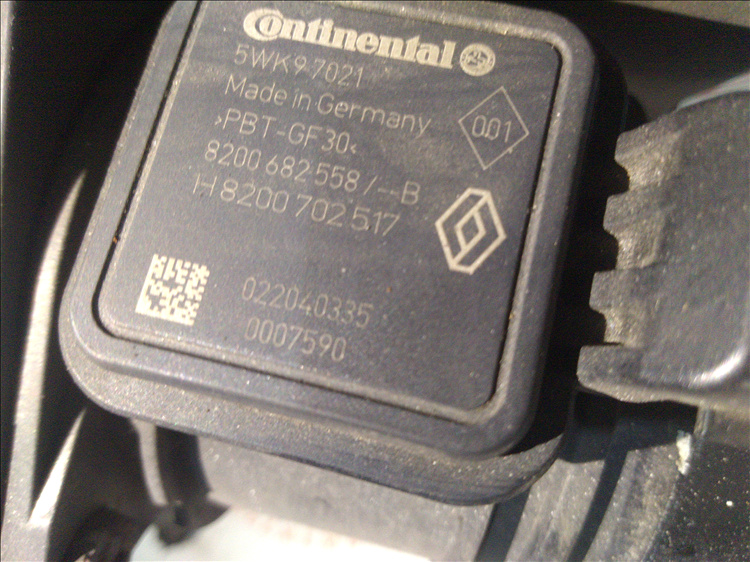 Continental
5WK9 7021
Made in Germany
001
>PBT-GF30<
8200 682 558 / --B
H 8200 702 517
022040335
0007590